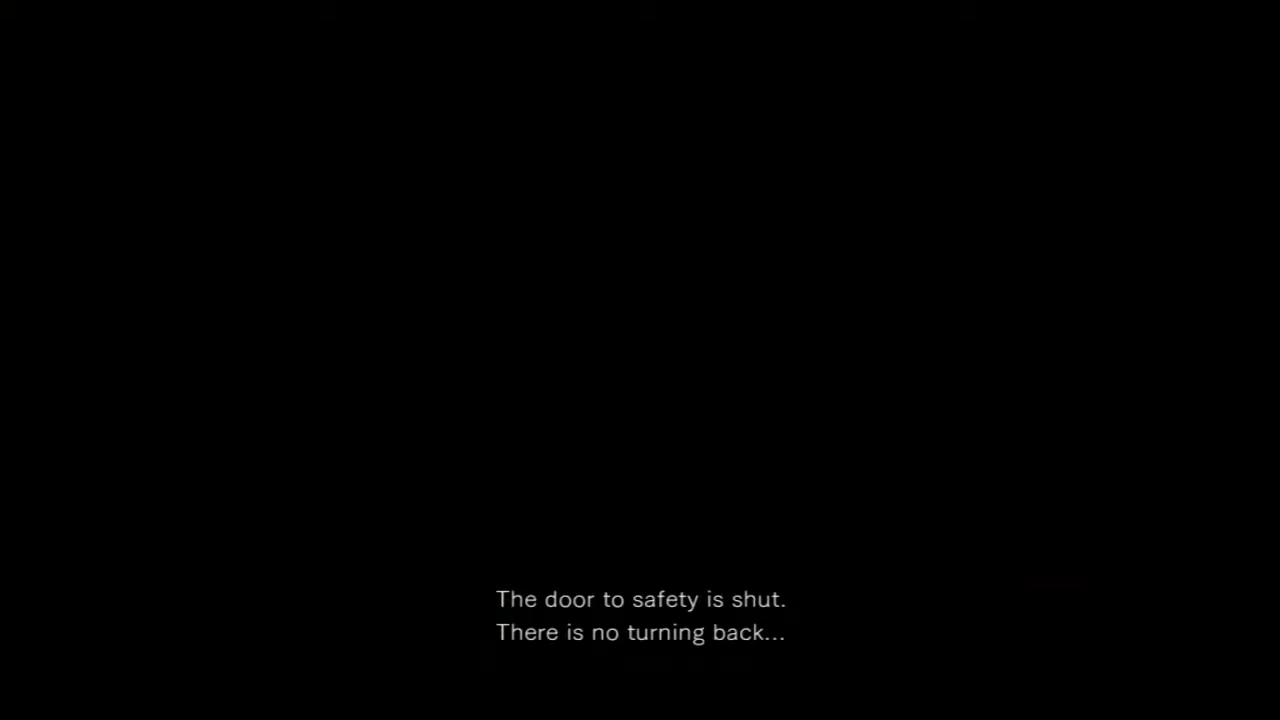 The door to safety is shut.
There is no turning back...